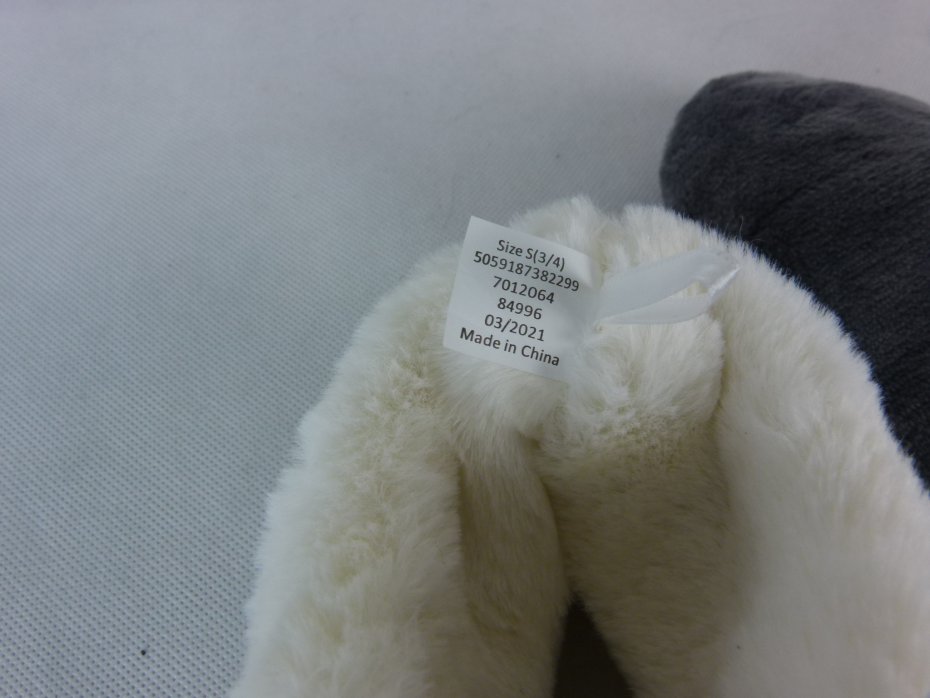 Size S(3/4)
5059187382299
7012064
84996
03/2021
Made in China